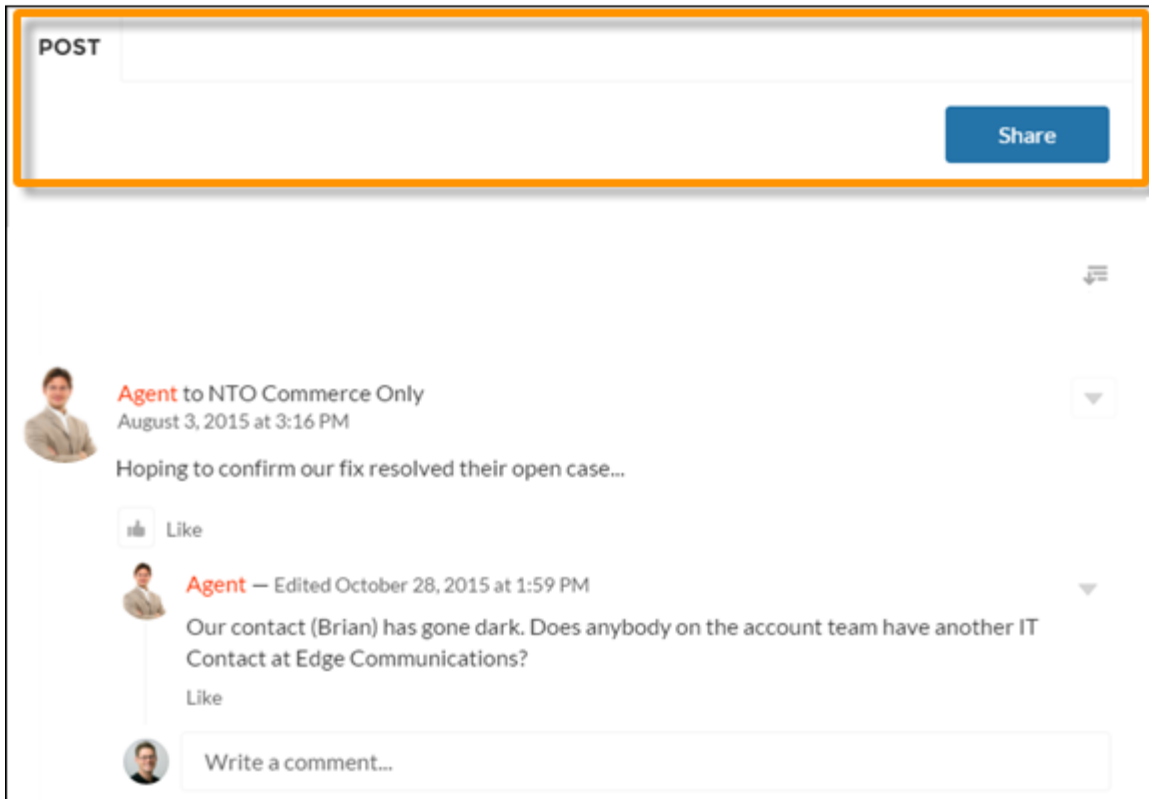 POST
Share
Agent to NTO Commerce Only
August 3, 2015 at 3:16 PM
Hoping to confirm our fix resolved their open case...
Like
Agent — Edited October 28, 2015 at 1:59 PM
Our contact (Brian) has gone dark. Does anybody on the account team have another IT
Contact at Edge Communications?
Like
Write a comment...